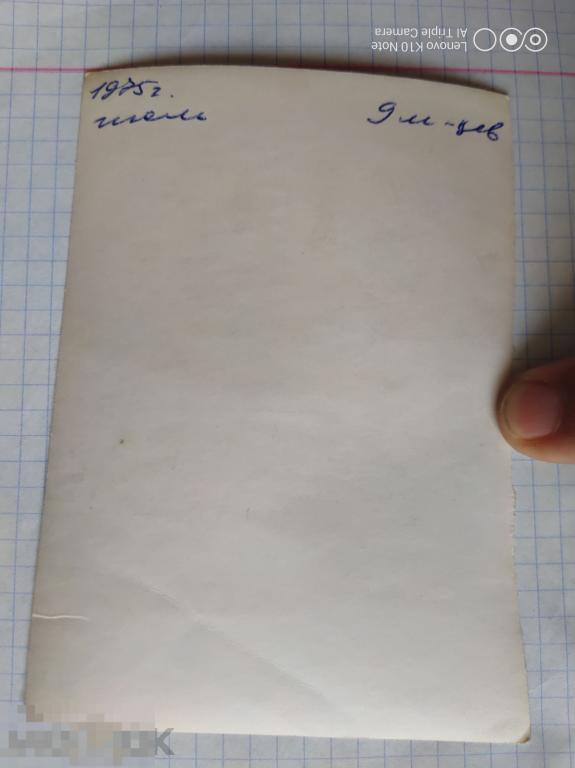 1975г.
июль
9 м-цев
Lenovo K10 Note
AI Triple Camera